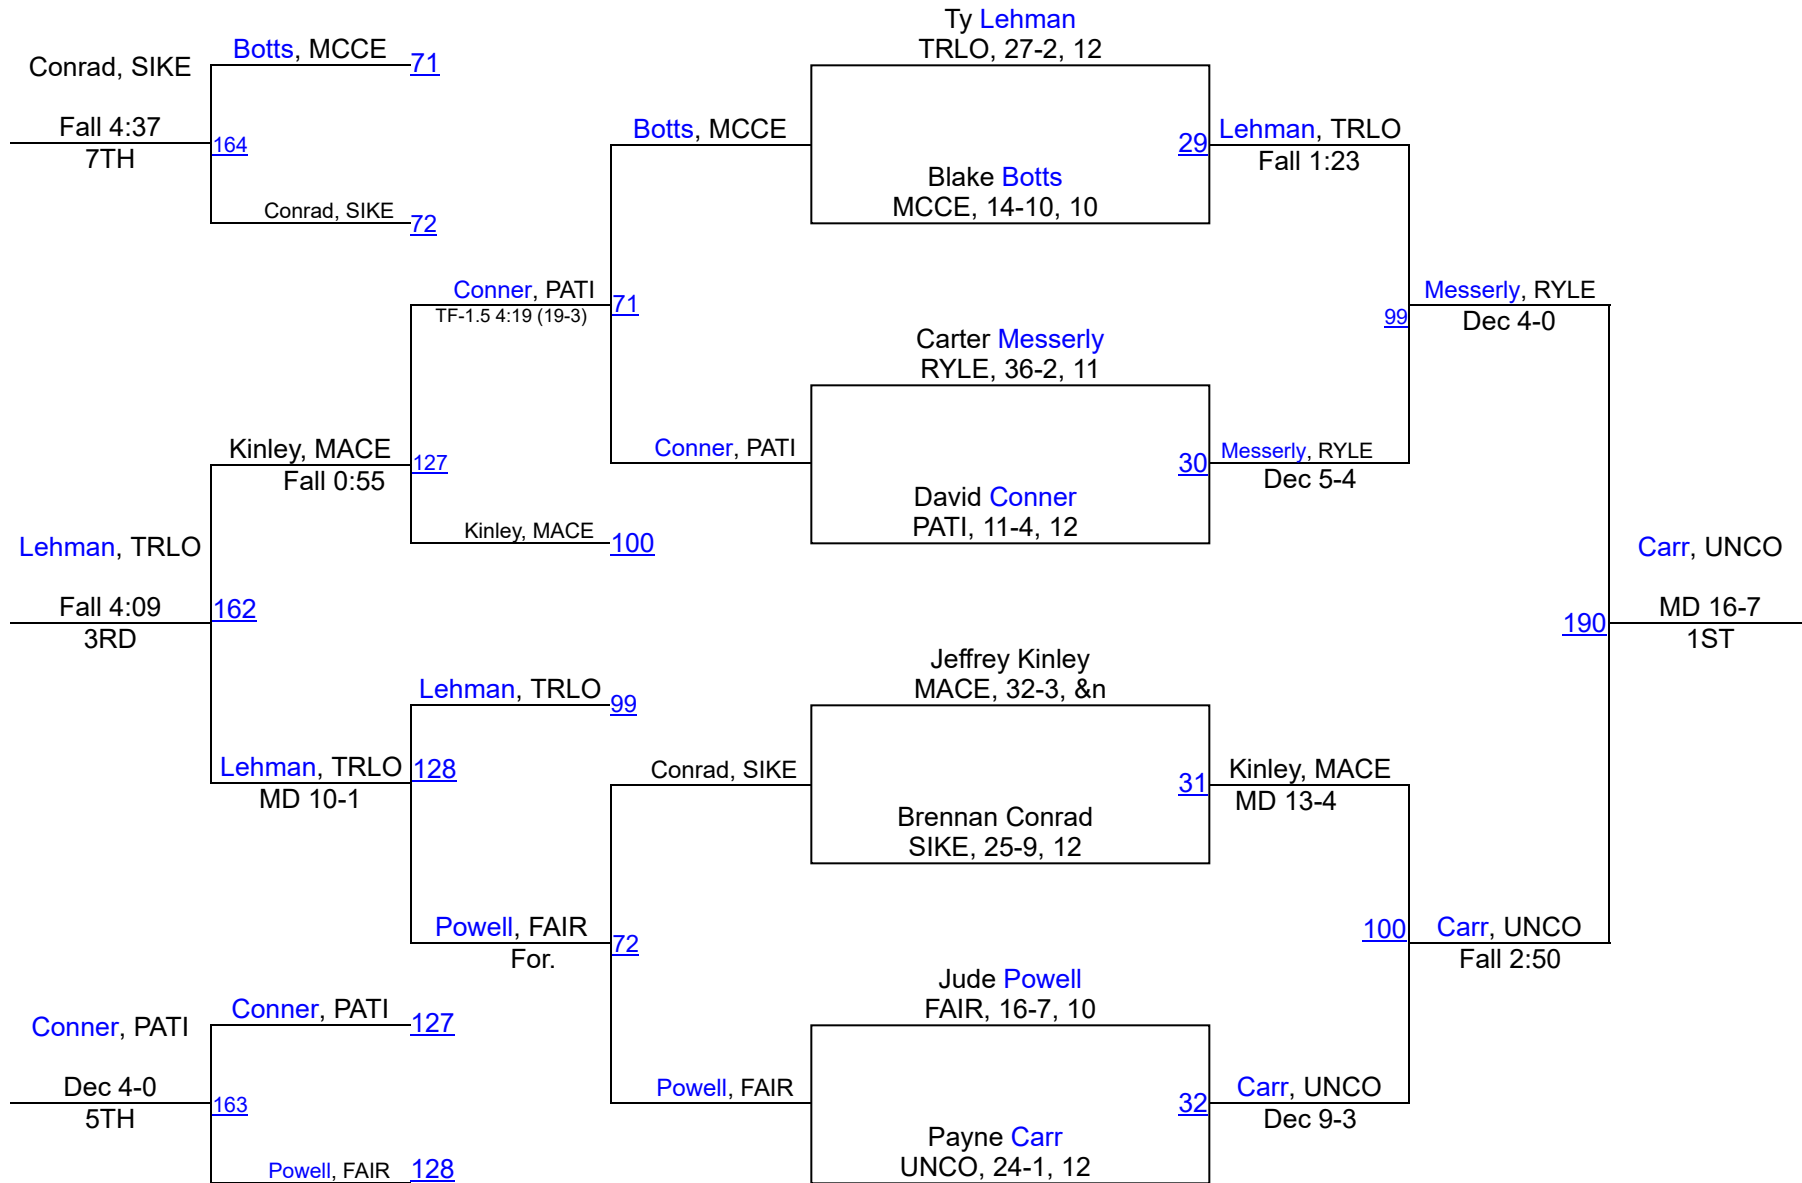 Ty Lehman
TRLO, 27-2, 12
Conrad, SIKE
Botts, MCCE
71
Fall 4:37
7TH
164
Conrad, SIKE
72
Botts, MCCE
29
Lehman, TRLO
Fall 1:23
Blake Botts
MCCE, 14-10, 10
Conner, PATI
TF-1.5 4:19 (19-3)
71
Messerly, RYLE
Dec 4-0
99
Carter Messerly
RYLE, 36-2, 11
Kinley, MACE
Fall 0:55
127
Conner, PATI
30
Messerly, RYLE
Dec 5-4
David Conner
PATI, 11-4, 12
Kinley, MACE
100
Lehman, TRLO
Fall 4:09
3RD
162
Carr, UNCO
190
MD 16-7
1ST
Jeffrey Kinley
MACE, 32-3, &n
Lehman, TRLO
99
Lehman, TRLO
MD 10-1
128
Conrad, SIKE
31
Kinley, MACE
MD 13-4
Brennan Conrad
SIKE, 25-9, 12
Powell, FAIR
For.
72
100
Carr, UNCO
Fall 2:50
Jude Powell
FAIR, 16-7, 10
Conner, PATI
Conner, PATI
127
Dec 4-0
5TH
163
Powell, FAIR
32
Carr, UNCO
Dec 9-3
Payne Carr
UNCO, 24-1, 12
Powell, FAIR
128